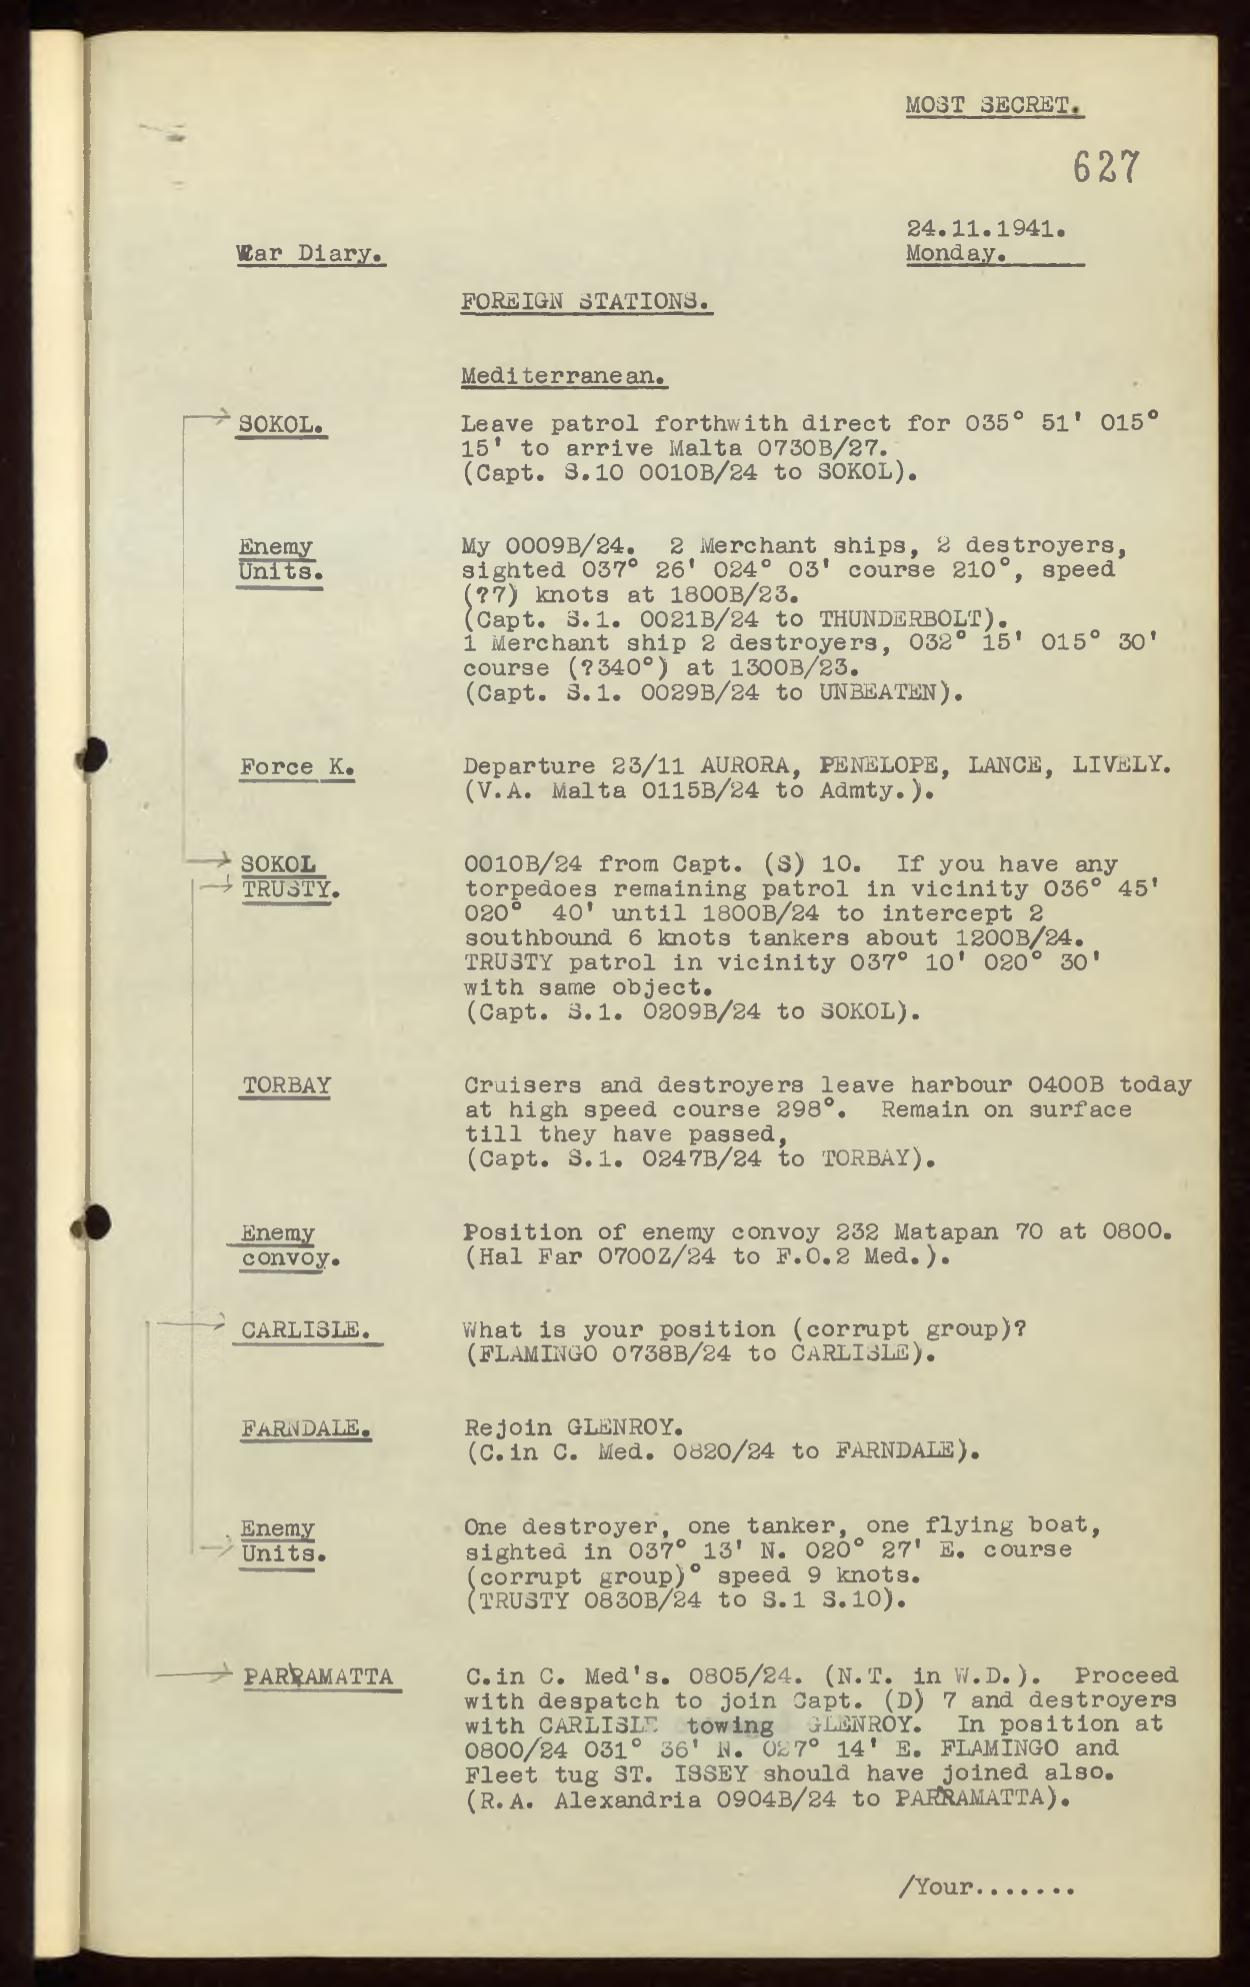 MOST SECRET.
627
24.11.1941.
War Diary. Monday.
FOREIGN STATIONS.
Mediterranean.
SOKOL. Leave patrol forthwith direct for 035° 51' 015°
15' to arrive Malta 0730B/27.
(Capt. S.10 0010B/24 to SOKOL).
Enemy My 0009B/24. 2 Merchant ships, 2 destroyers,
Units. sighted 037° 26' 024° 03' course 210°, speed
(?7) knots at 1800B/23.
(Capt. S.1. 0021B/24 to THUNDERBOLT).
1 Merchant ship 2 destroyers, 032° 15' 015° 30'
course (?340°) at 1300B/23.
(Capt. S.1. 0029B/24 to UNBEATEN).
Force K. Departure 23/11 AURORA, PENELOPE, LANCE, LIVELY.
(V.A. Malta 0115B/24 to Admty.).
SOKOL 0010B/24 from Capt. (S) 10. If you have any
TRUSTY. torpedoes remaining patrol in vicinity 036° 45'
020° 40' until 1800B/24 to intercept 2
southbound 6 knots tankers about 1200B/24.
TRUSTY patrol in vicinity 037° 10' 020° 30'
with same object.
(Capt. S.1. 0209B/24 to SOKOL).
TORBAY Cruisers and destroyers leave harbour 0400B today
at high speed course 298°. Remain on surface
till they have passed,
(Capt. S.1. 0247B/24 to TORBAY).
Enemy Position of enemy convoy 232 Matapan 70 at 0800.
convoy. (Hal Far 0700Z/24 to F.O.2 Med.).
CARLISLE. What is your position (corrupt group)?
(FLAMINGO 0738B/24 to CARLISLE).
FARNDALE. Rejoin GLENROY.
(C.in C. Med. 0820/24 to FARNDALE).
Enemy One destroyer, one tanker, one flying boat,
Units. sighted in 037° 13' N. 020° 27' E. course
(corrupt group)° speed 9 knots.
(TRUSTY 0830B/24 to S.1 S.10).
PARRAMATTA C.in C. Med's. 0805/24. (N.T. in W.D.). Proceed
with despatch to join Capt. (D) 7 and destroyers
with CARLISLE towing GLENROY. In position at
0800/24 031° 36' N. 027° 14' E. FLAMINGO and
Fleet tug ST. ISSEY should have joined also.
(R.A. Alexandria 0904B/24 to PARRAMATTA).
/Your.......